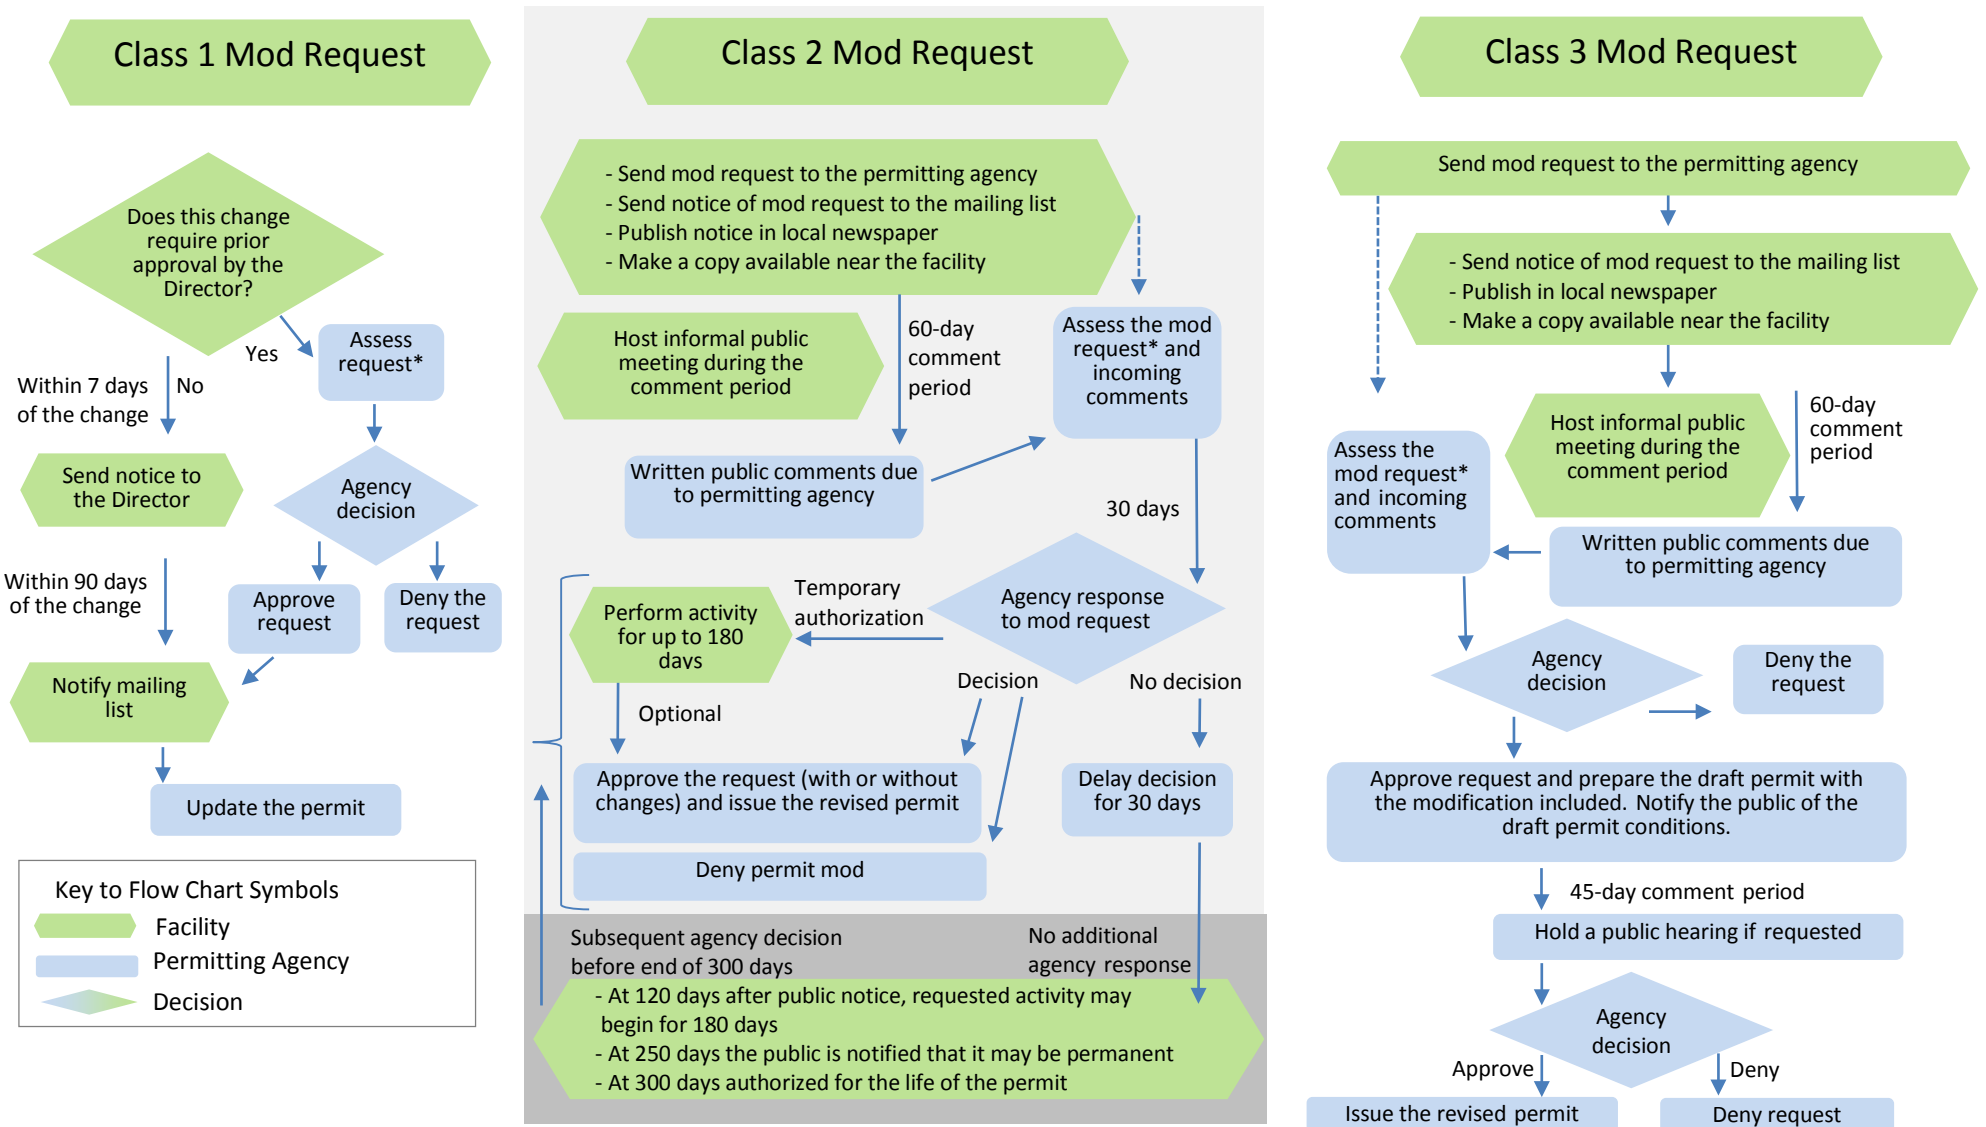 Class 1 Mod Request
Does this change
require prior
approval by the
Director?
Yes
No
Within 7 days
of the change
Assess
request*
Send notice to
the Director
Agency
decision
Within 90 days
of the change
Approve
request
Deny the
request
Notify mailing
list
Update the permit
Key to Flow Chart Symbols
Facility
Permitting Agency
Decision
Class 2 Mod Request
- Send mod request to the permitting agency
- Send notice of mod request to the mailing list
- Publish notice in local newspaper
- Make a copy available near the facility
Host informal public
meeting during the
comment period
60-day
comment
period
Assess the mod
request* and
incoming
comments
Written public comments due
to permitting agency
30 days
Agency response
to mod request
Temporary
authorization
Perform activity
for up to 180
days
Optional
Decision
No decision
Approve the request (with or without
changes) and issue the revised permit
Delay decision
for 30 days
Deny permit mod
Subsequent agency decision
before end of 300 days
No additional
agency response
- At 120 days after public notice, requested activity may
begin for 180 days
- At 250 days the public is notified that it may be permanent
- At 300 days authorized for the life of the permit
Class 3 Mod Request
Send mod request to the permitting agency
- Send notice of mod request to the mailing list
- Publish in local newspaper
- Make a copy available near the facility
Host informal public
meeting during the
comment period
60-day
comment
period
Assess the
mod request*
and incoming
comments
Written public comments due
to permitting agency
Agency
decision
Deny the
request
Approve request and prepare the draft permit with
the modification included. Notify the public of the
draft permit conditions.
45-day comment period
Hold a public hearing if requested
Agency
decision
Approve
Deny
Issue the revised permit
Deny request